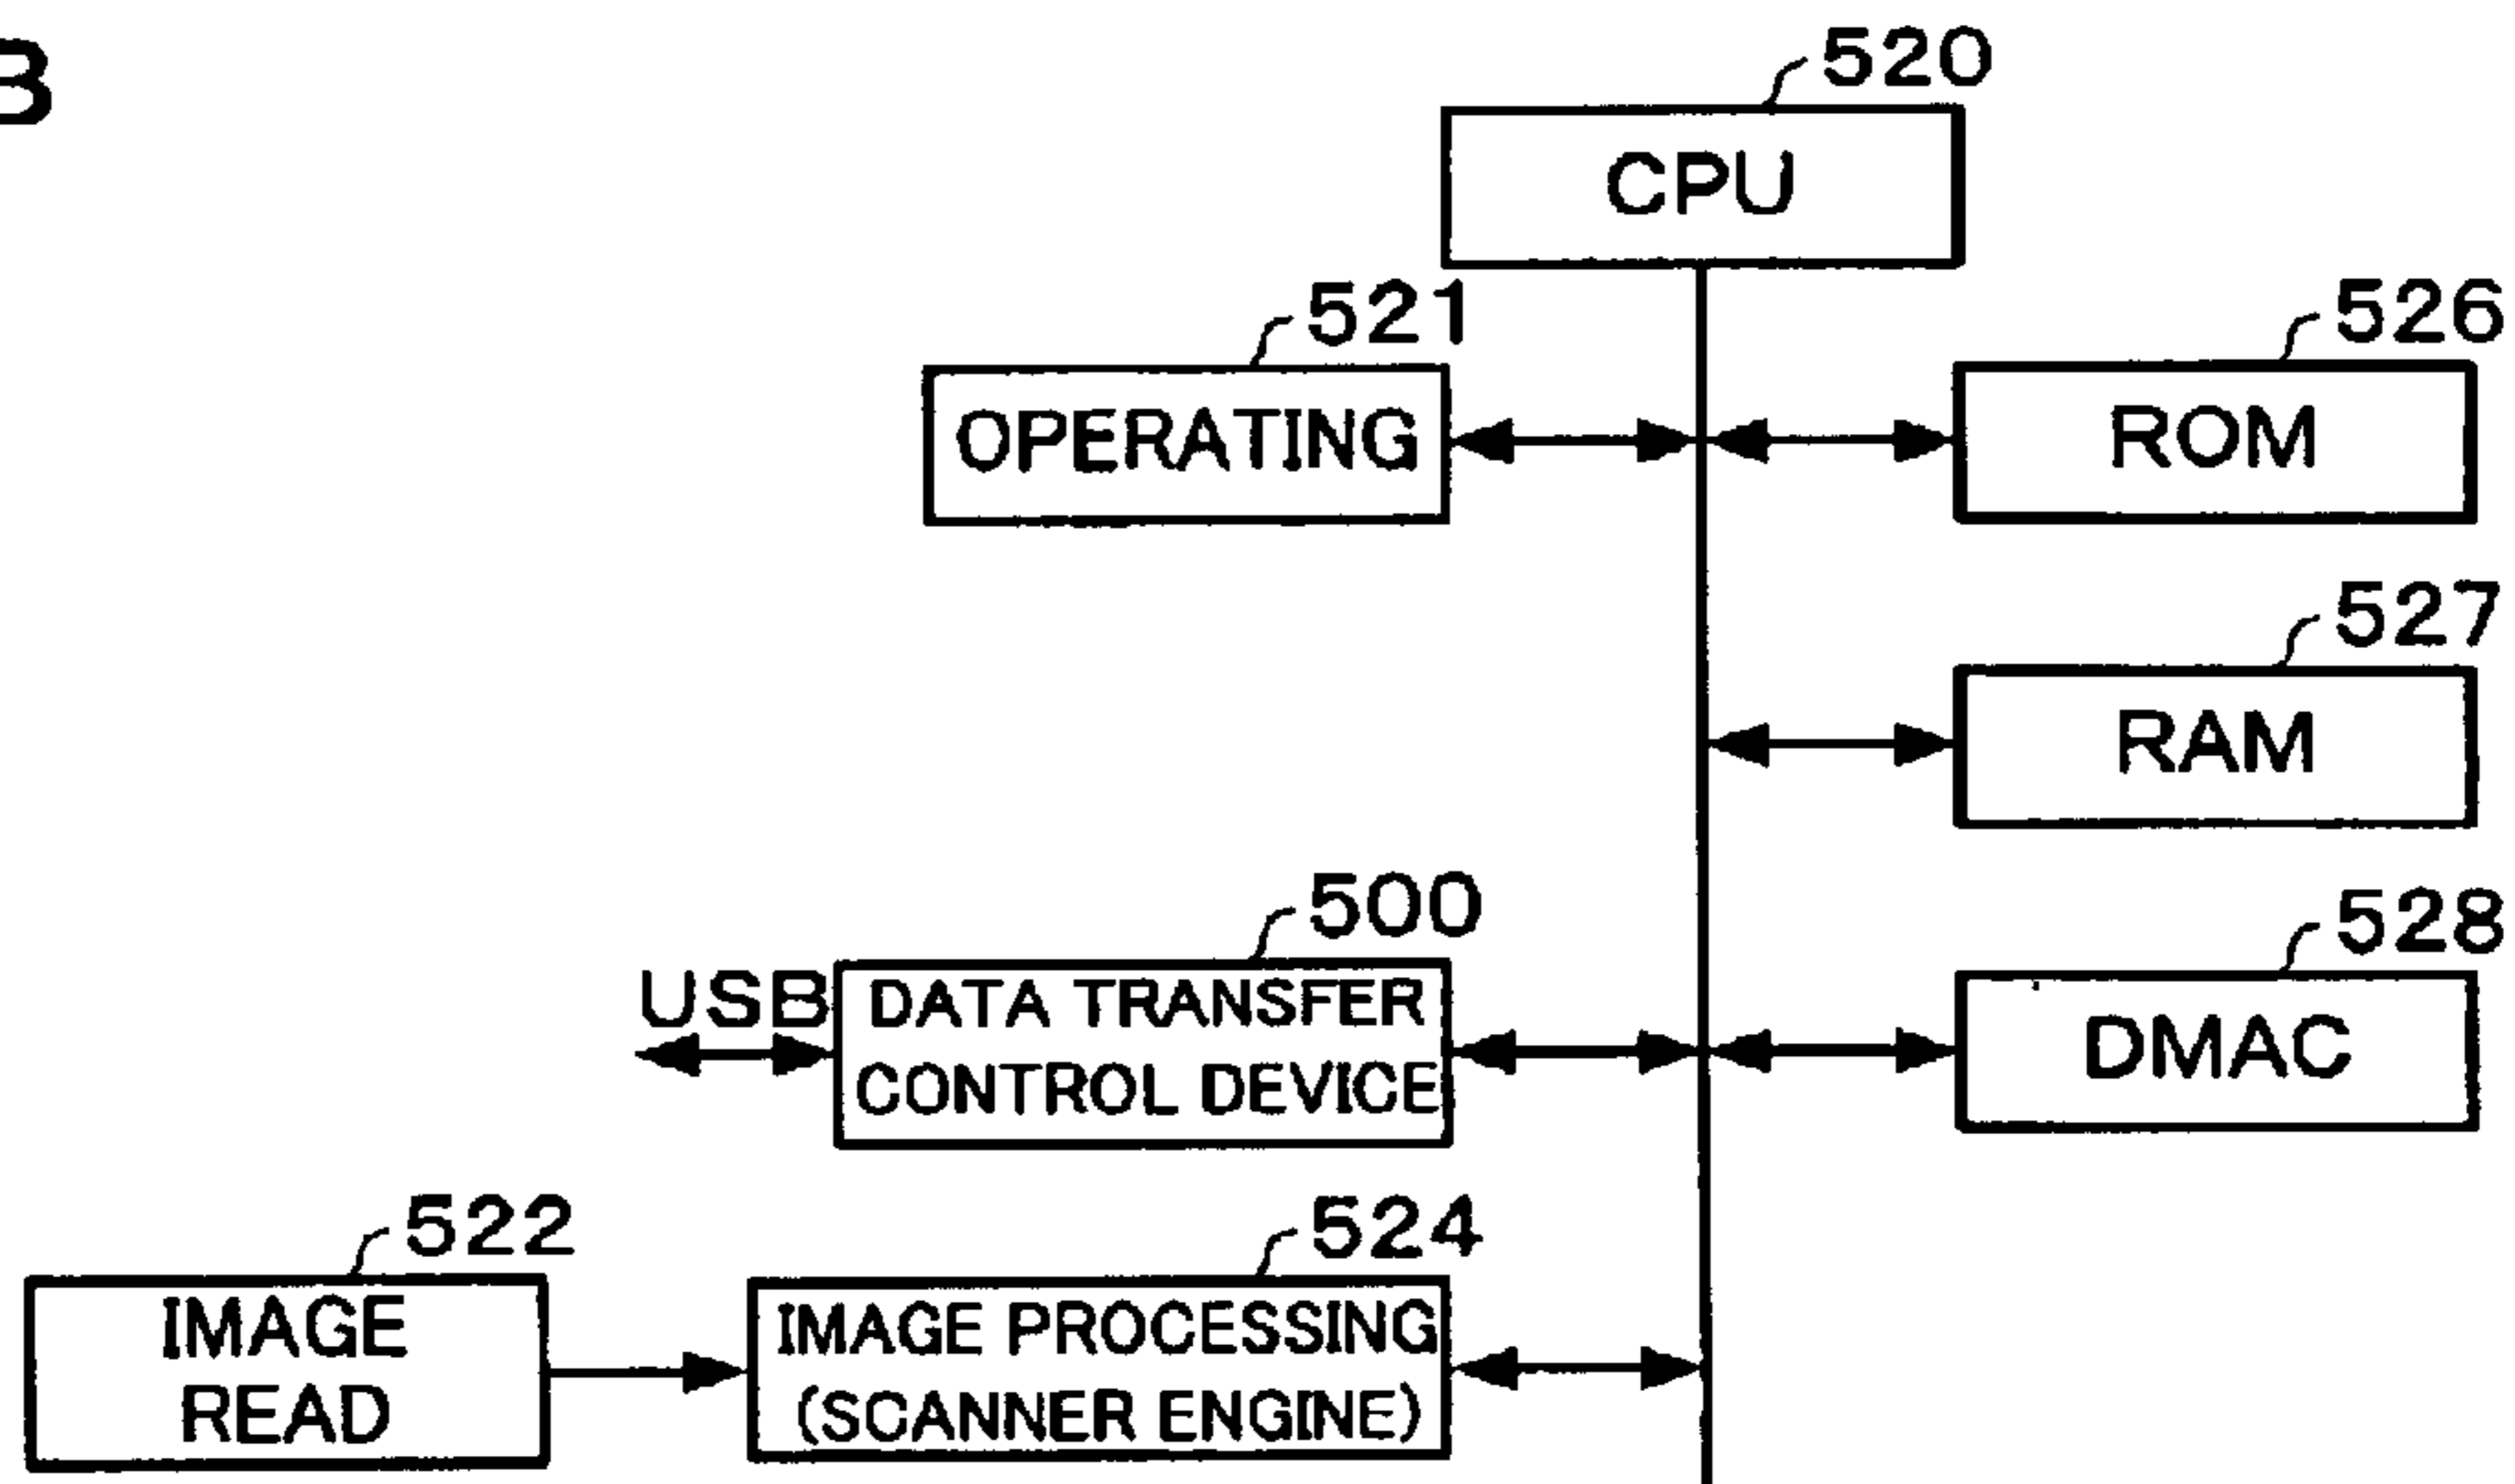 B
520
CPU
521
OPERATING
526
ROM
527
RAM
500
USB
DATA TRANSFER
CONTROL DEVICE
528
DMAC
522
IMAGE
READ
524
IMAGE PROCESSING
(SCANNER ENGINE)